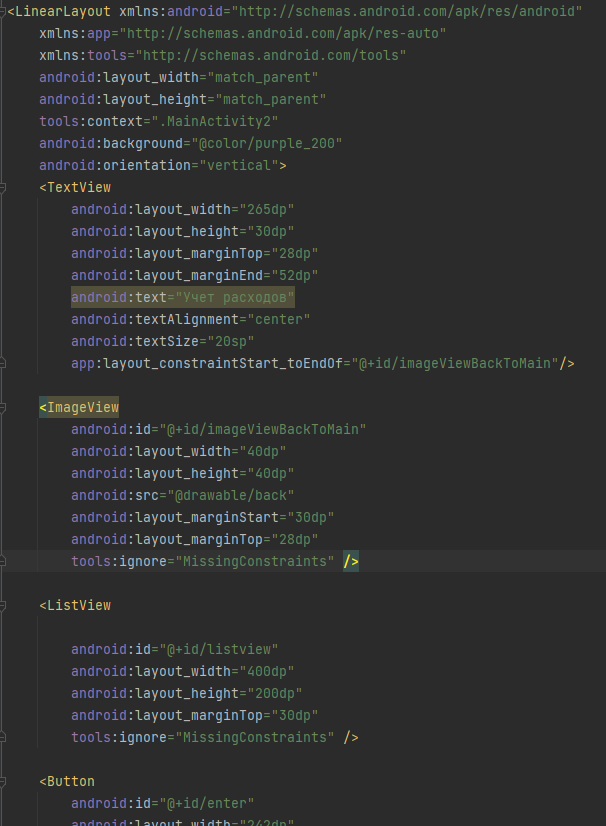 <LinearLayout xmlns:android="http://schemas.android.com/apk/res/android"
xmlns:app="http://schemas.android.com/apk/res-auto"
xmlns:tools="http://schemas.android.com/tools"
android:layout_width="match_parent"
android:layout_height="match_parent"
tools:context=".MainActivity2"
android:background="@color/purple_200"
android:orientation="vertical">
<TextView
android:layout_width="265dp"
android:layout_height="30dp"
android:layout_marginTop="28dp"
android:layout_marginEnd="52dp"
android:text="Учет расходов"
android:textAlignment="center"
android:textSize="20sp"
app:layout_constraintStart_toEndOf="@+id/imageViewBackToMain"/>
<ImageView
android:id="@+id/imageViewBackToMain"
android:layout_width="40dp"
android:layout_height="40dp"
android:src="@drawable/back"
android:layout_marginStart="30dp"
android:layout_marginTop="28dp"
tools:ignore="MissingConstraints" />
<ListView
android:id="@+id/listview"
android:layout_width="400dp"
android:layout_height="200dp"
android:layout_marginTop="30dp"
tools:ignore="MissingConstraints" />
<Button
android:id="@+id/enter"
android:layout_width="242dp"